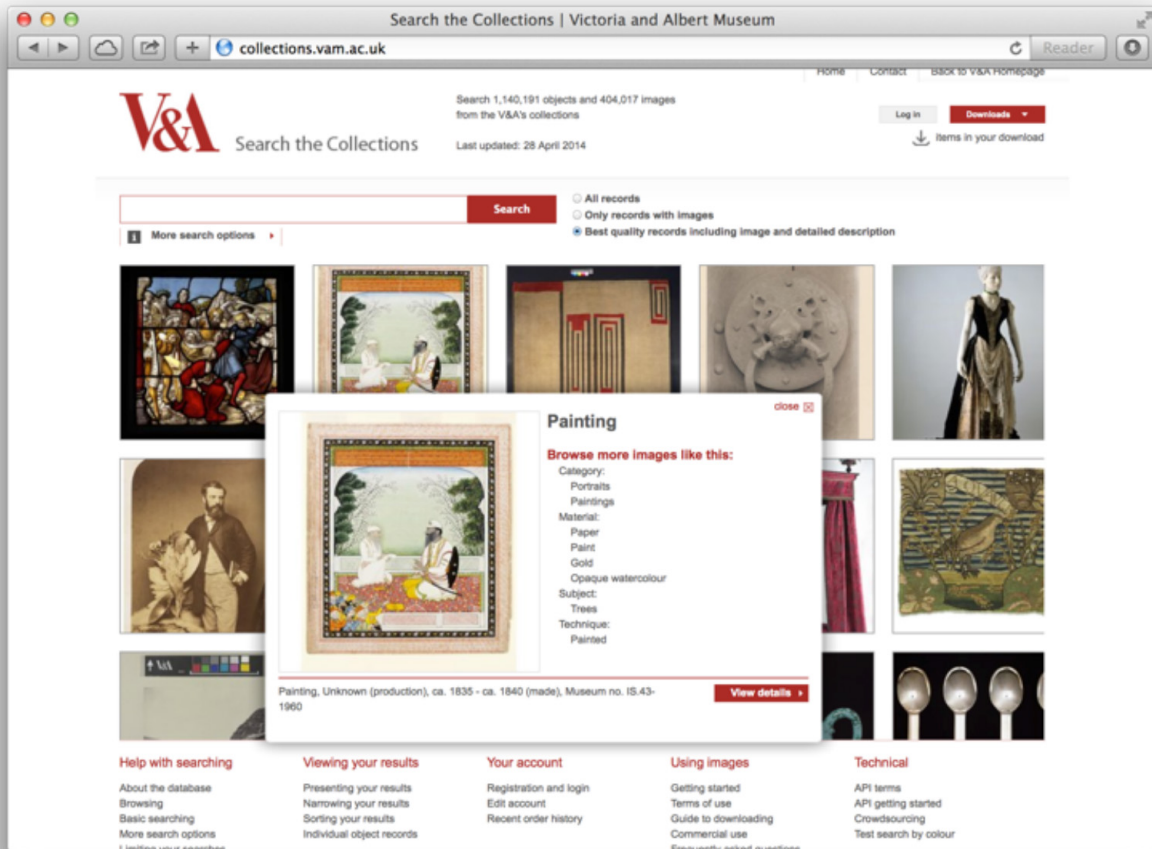 Search the Collections | Victoria and Albert Museum
collections.vam.ac.uk
Reader
Home Contact Back to V&A Homepage
V&A Search the Collections
Search 1,140,191 objects and 404,017 images
from the V&A's collections
Last updated: 28 April 2014
Log in Downloads
Items in your download
Search
All records
Only records with images
Best quality records including image and detailed description
i More search options
close
Painting
Browse more images like this:
Category:
Portraits
Paintings
Material:
Paper
Paint
Gold
Opaque watercolour
Subject:
Trees
Technique:
Painted
Painting, Unknown (production), ca. 1835 - ca. 1840 (made), Museum no. IS.43-
1960
View details
V&A
Help with searching
About the database
Browsing
Basic searching
More search options
Limiting your searches
Viewing your results
Presenting your results
Narrowing your results
Sorting your results
Individual object records
Your account
Registration and login
Edit account
Recent order history
Using images
Getting started
Terms of use
Guide to downloading
Commercial use
Frequently asked questions
Technical
API terms
API getting started
Crowdsourcing
Test search by colour